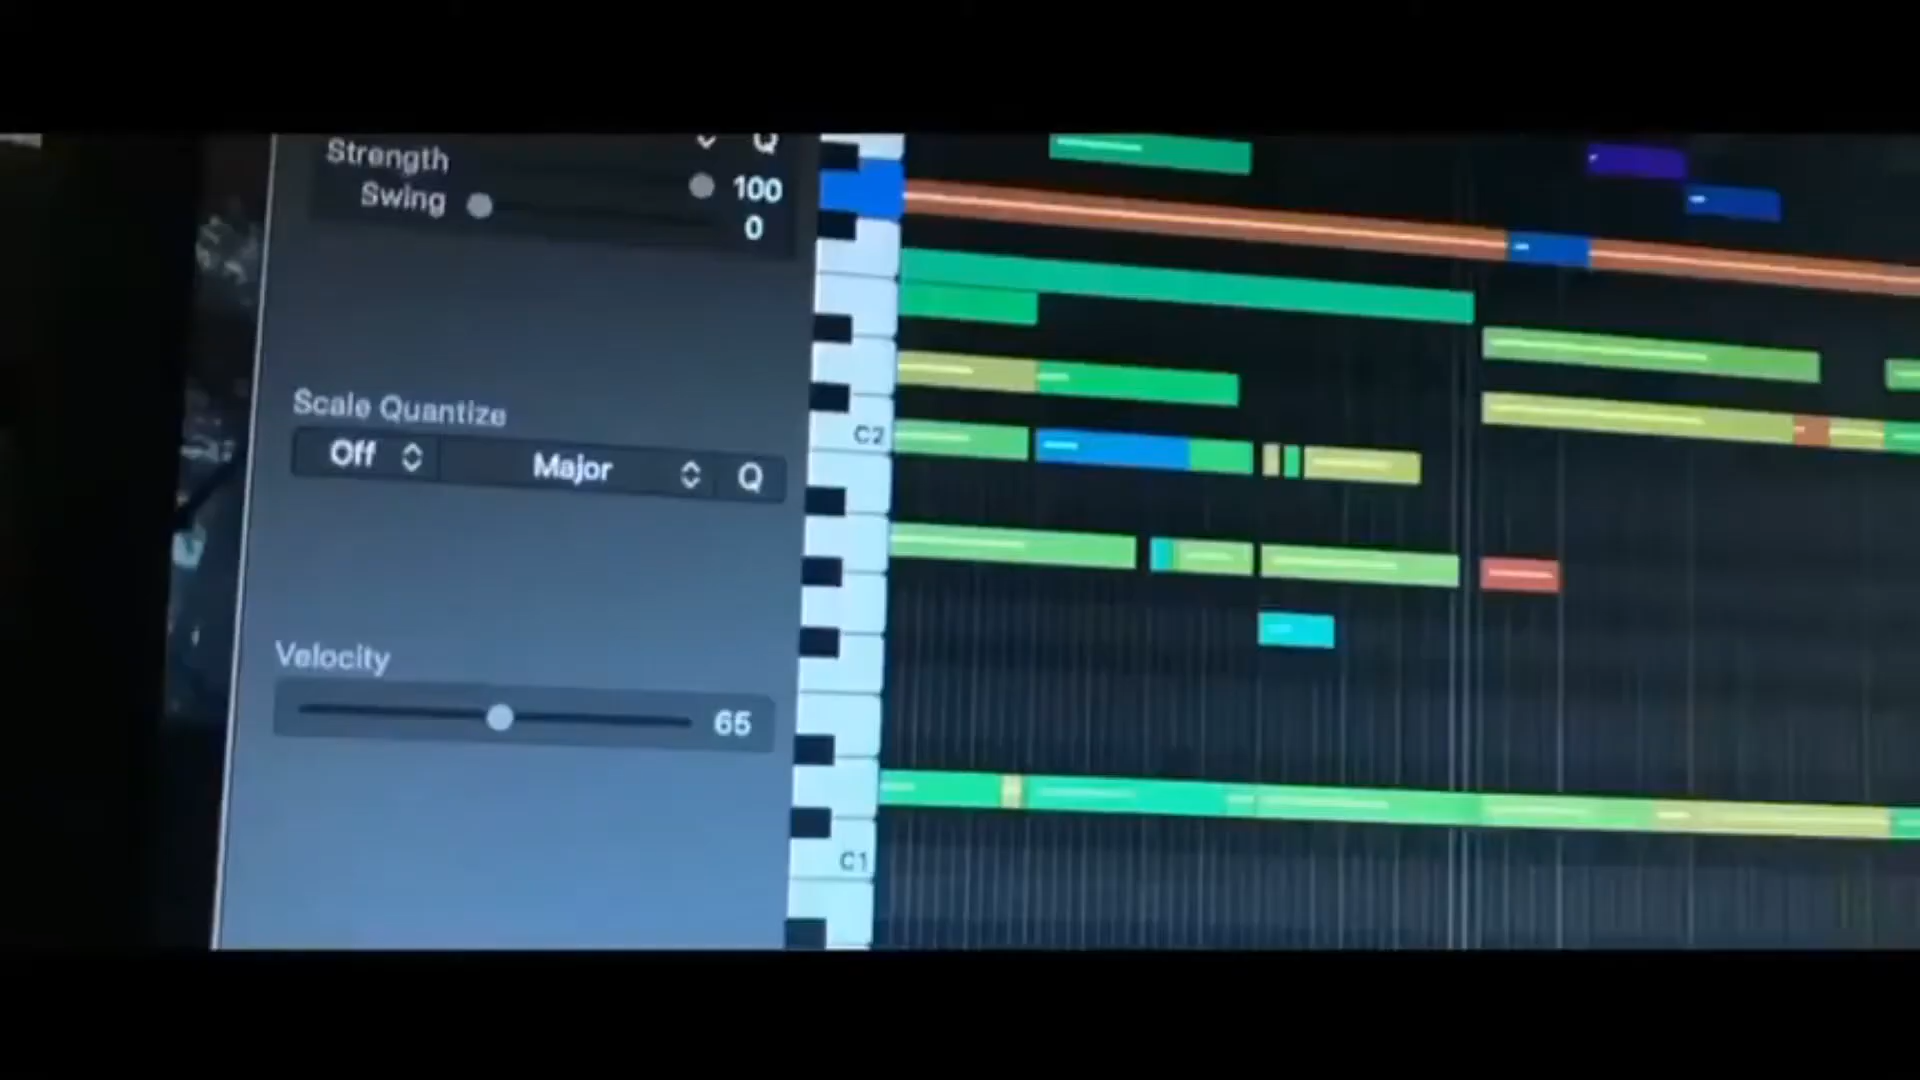 Q
Strength
100
Swing
0
Scale Quantize
Off Major Q
C2
Velocity
65
C1